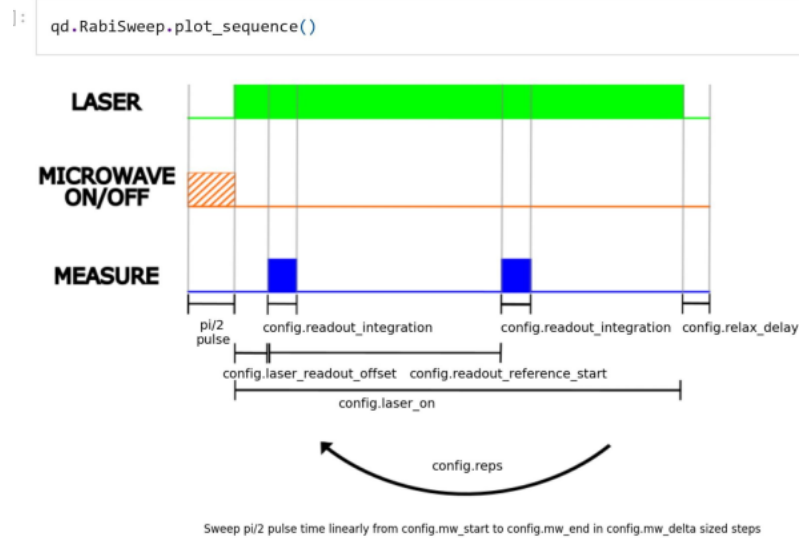 ]:
qd.RabiSweep.plot_sequence()
LASER
MICROWAVE
ON/OFF
MEASURE
pi/2
pulse
config.readout_integration
config.readout_integration
config.relax_delay
config.laser_readout_offset
config.readout_reference_start
config.laser_on
config.reps
Sweep pi/2 pulse time linearly from config.mw_start to config.mw_end in config.mw_delta sized steps